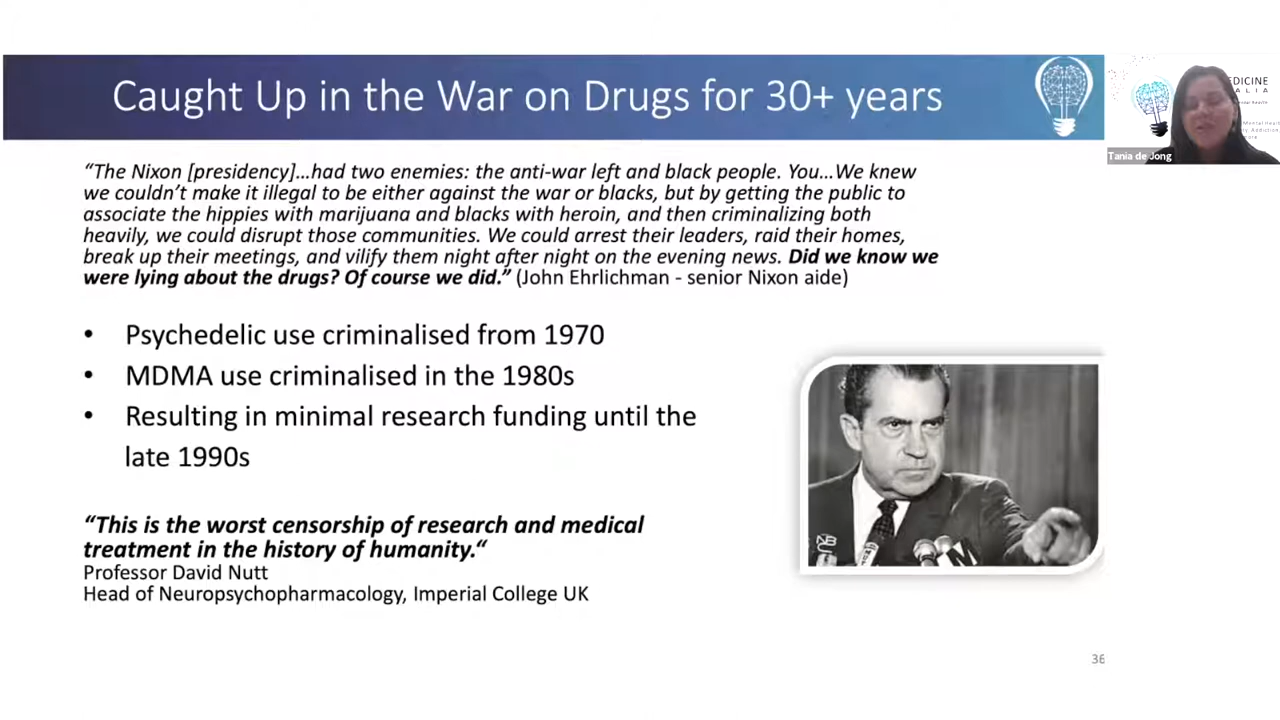 Caught Up in the War on Drugs for 30+ years
“The Nixon [presidency]…had two enemies: the anti-war left and black people. You…We knew
we couldn’t make it illegal to be either against the war or blacks, but by getting the public to
associate the hippies with marijuana and blacks with heroin, and then criminalizing both
heavily, we could disrupt those communities. We could arrest their leaders, raid their homes,
break up their meetings, and vilify them night after night on the evening news. Did we know we
were lying about the drugs? Of course we did.” (John Ehrlichman - senior Nixon aide)
• Psychedelic use criminalised from 1970
• MDMA use criminalised in the 1980s
• Resulting in minimal research funding until the
late 1990s
“This is the worst censorship of research and medical
treatment in the history of humanity.“
Professor David Nutt
Head of Neuropsychopharmacology, Imperial College UK
36
EDICINE
ALIA
Tania de Jong